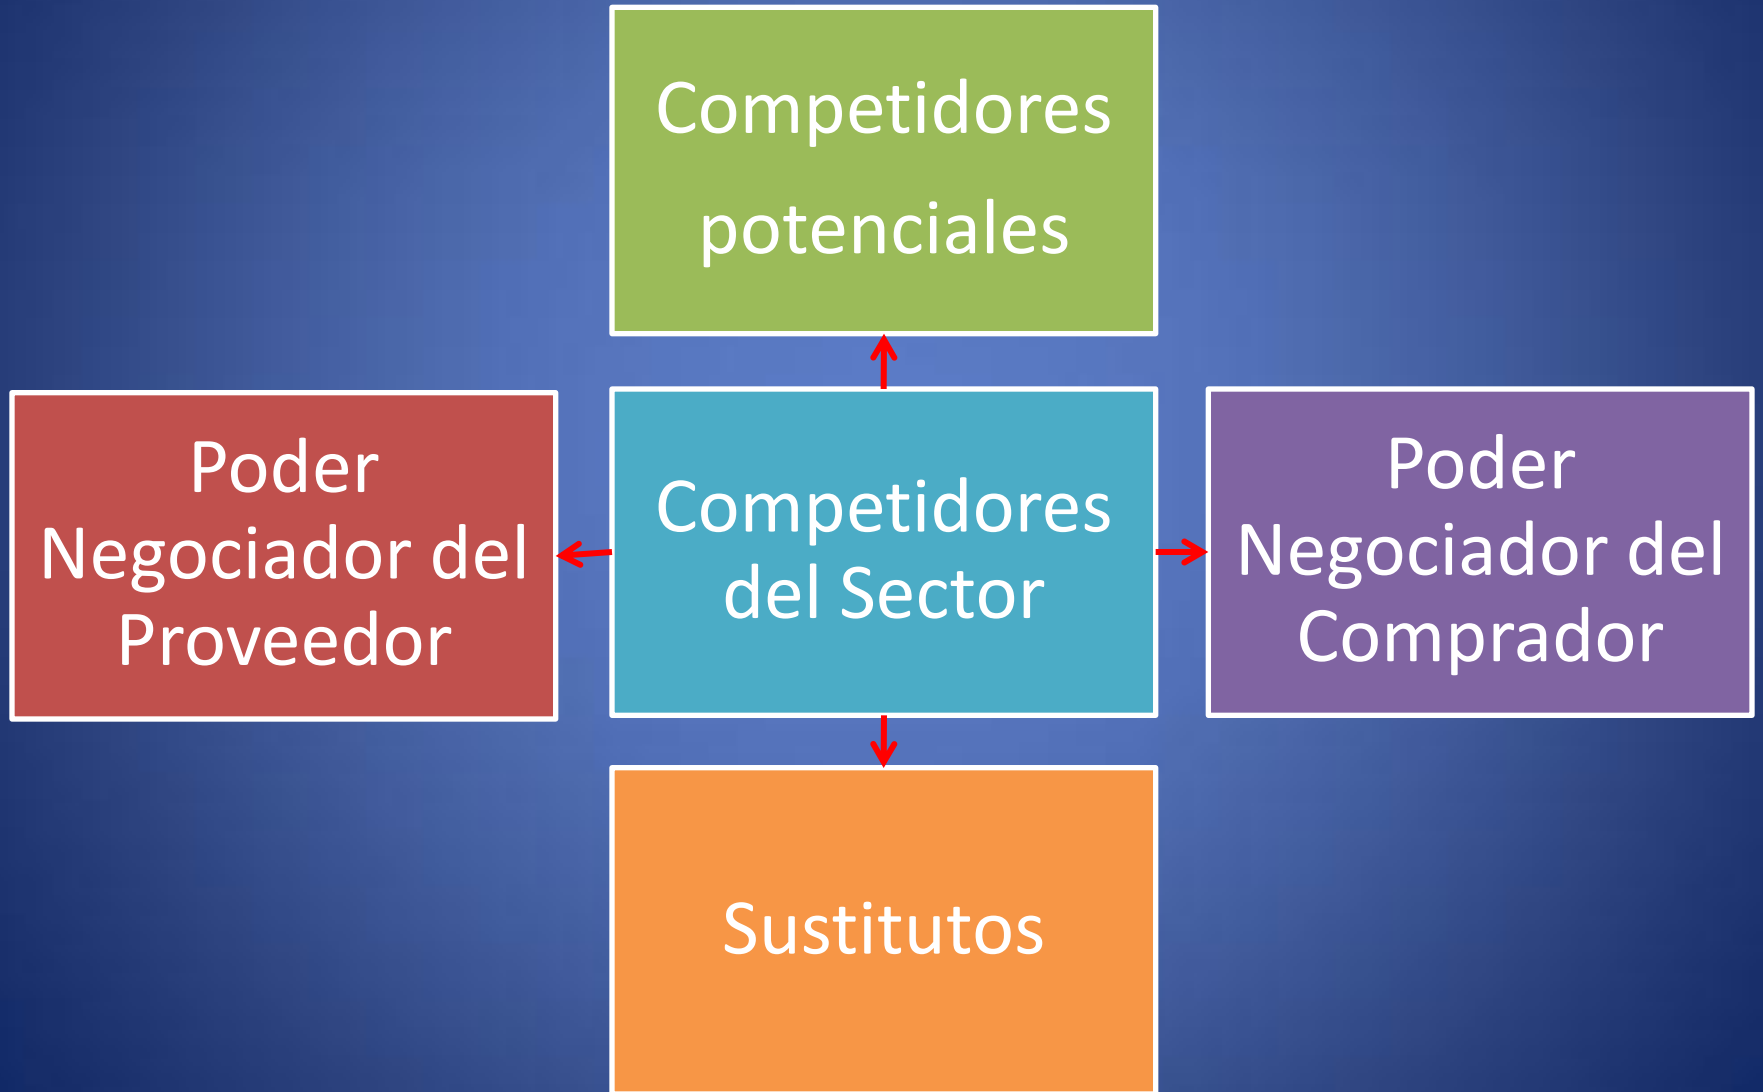 Competidores
potenciales
Poder
Negociador del
Proveedor
Competidores
del Sector
Poder
Negociador del
Comprador
Sustitutos